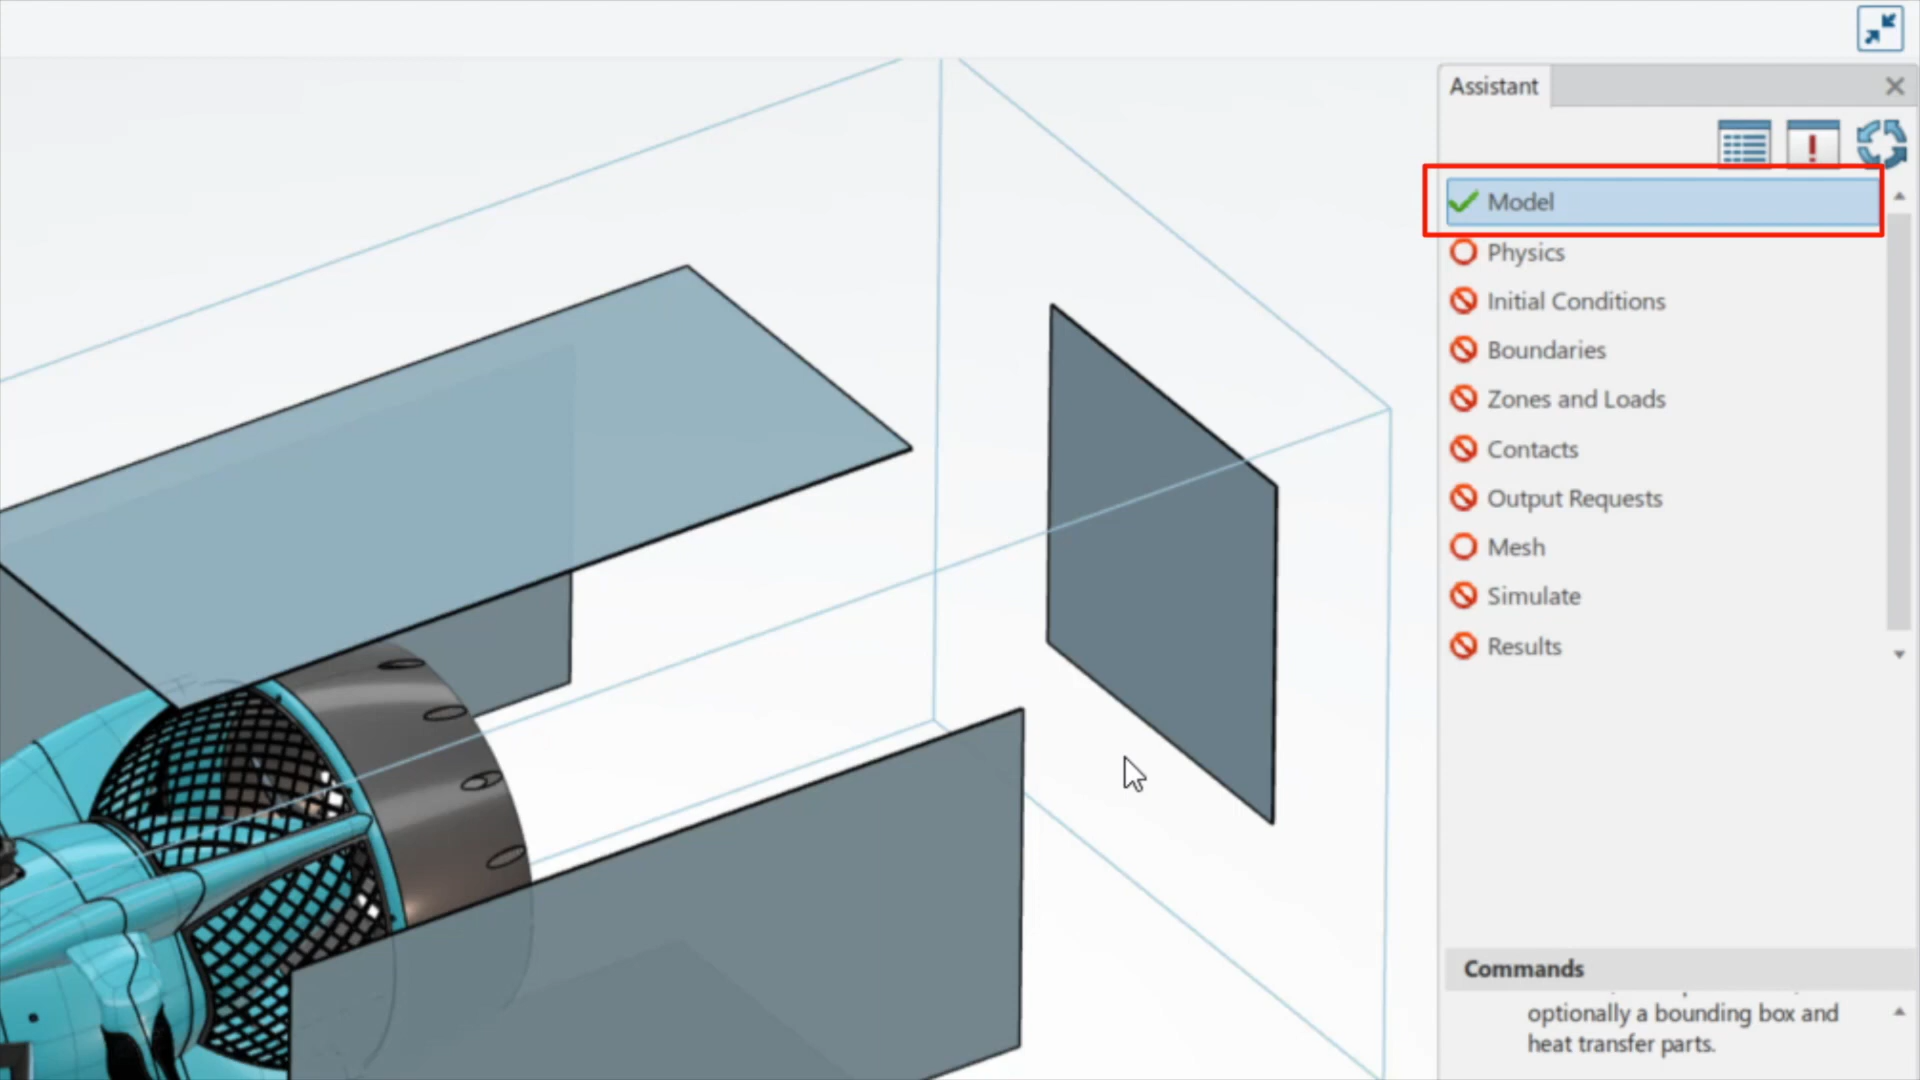 Assistant
Model
Physics
Initial Conditions
Boundaries
Zones and Loads
Contacts
Output Requests
Mesh
Simulate
Results
Commands
optionally a bounding box and
heat transfer parts.